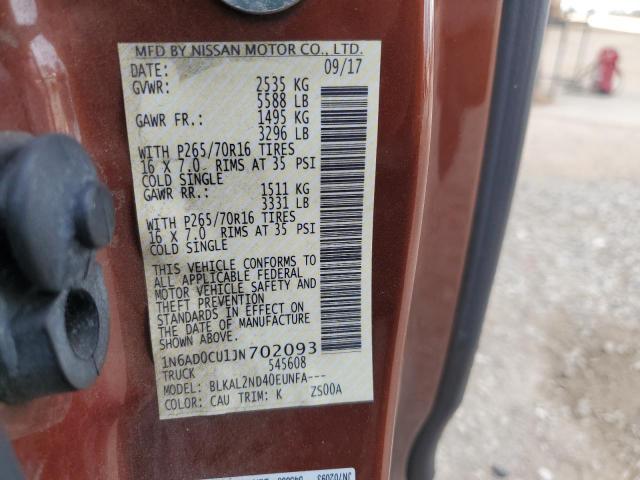 MFD BY NISSAN MOTOR CO., LTD.
DATE: 09/17
GVWR: 2535 KG
5588 LB
GAWR FR.: 1495 KG
3296 LB
WITH P265/70R16 TIRES
16 X 7.0 RIMS AT 35 PSI
COLD SINGLE
GAWR RR.: 1511 KG
3331 LB
WITH P265/70R16 TIRES
16 X 7.0 RIMS AT 35 PSI
COLD SINGLE
THIS VEHICLE CONFORMS TO
ALL APPLICABLE FEDERAL
MOTOR VEHICLE SAFETY AND
THEFT PREVENTION
STANDARDS IN EFFECT ON
THE DATE OF MANUFACTURE
SHOWN ABOVE.
1N6AD0CU1JN702093
TRUCK 545608
MODEL: BLKAL2ND40EUNFA---
COLOR: CAU TRIM: K ZS00A
JN702093